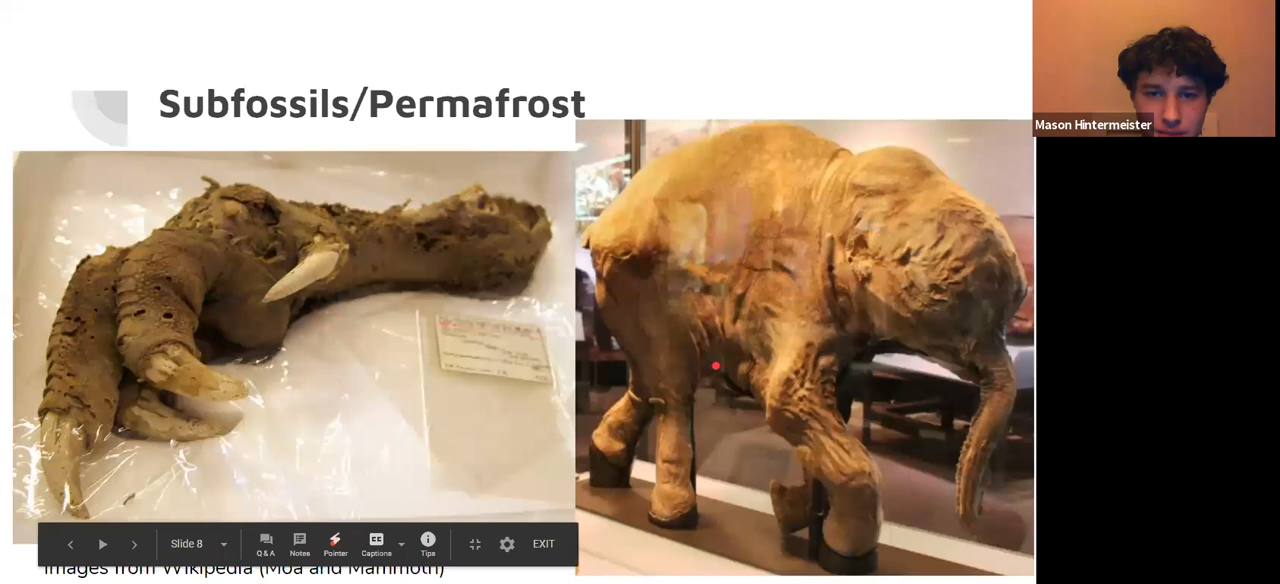 Subfossils/Permafrost
Mason Hintermeister
Slide 8
Q & A
Notes
Pointer
Captions
Tips
EXIT
Images from Wikipedia (Moa and Mammoth)